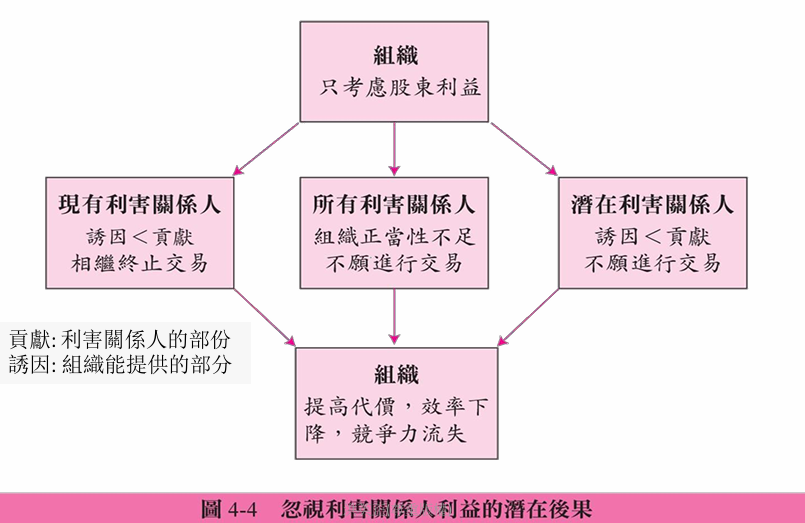 組織
只考慮股東利益
現有利害關係人
誘因＜貢獻
相繼終止交易
所有利害關係人
組織正當性不足
不願進行交易
潛在利害關係人
誘因＜貢獻
不願進行交易
貢獻: 利害關係人的部份
誘因: 組織能提供的部分
組織
提高代價，效率下
降，競爭力流失
圖 4-4　忽視利害關係人利益的潛在後果